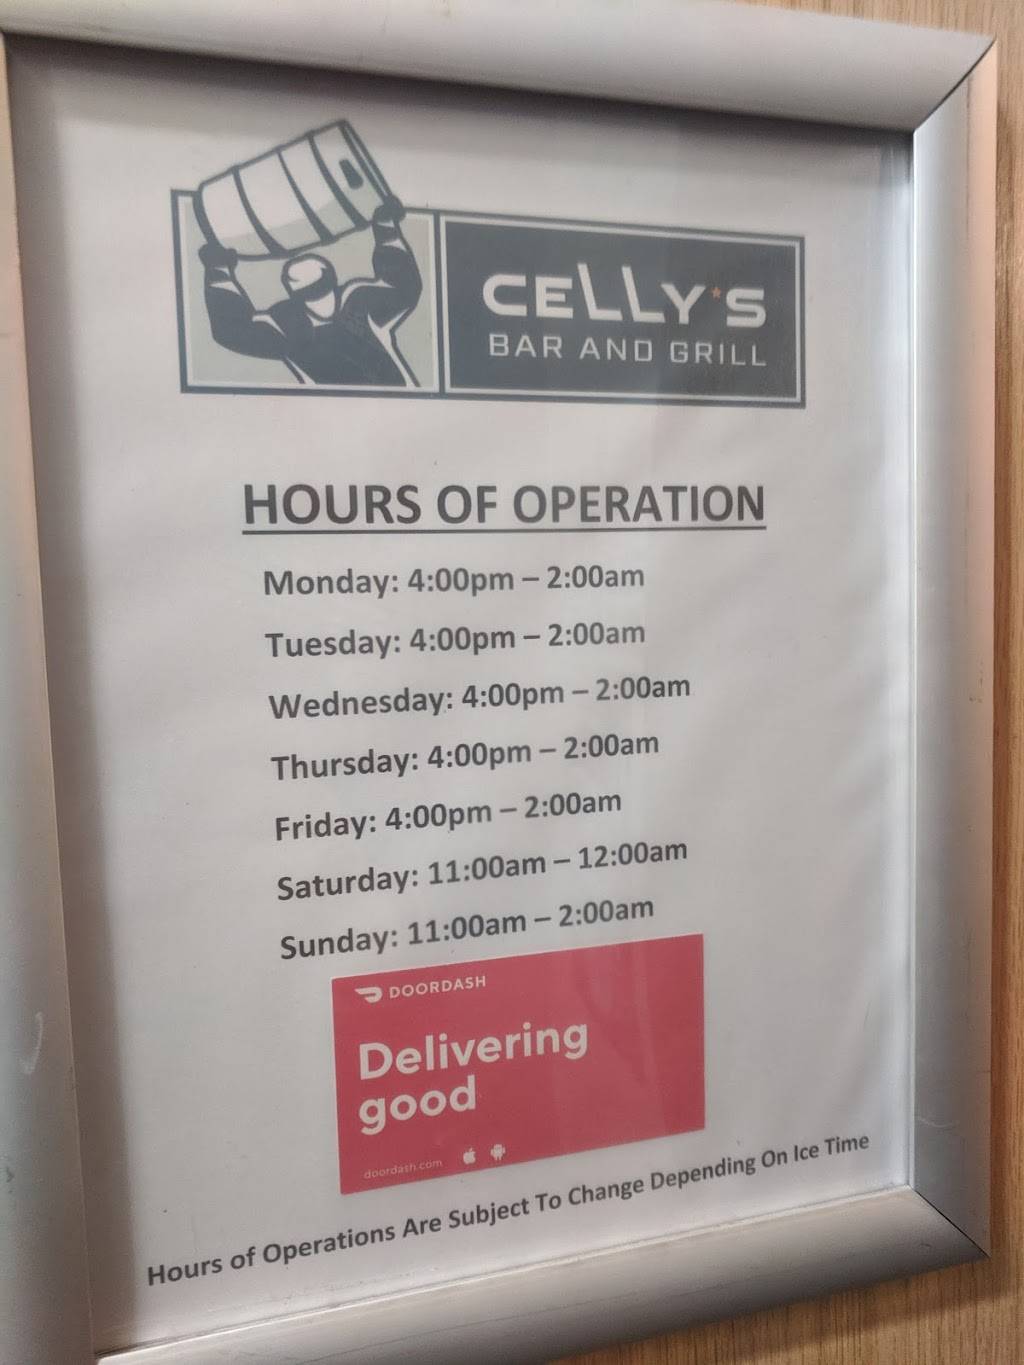 CELLY'S
BAR AND GRILL
HOURS OF OPERATION
Monday: 4:00pm – 2:00am
Tuesday: 4:00pm – 2:00am
Wednesday: 4:00pm – 2:00am
Thursday: 4:00pm – 2:00am
Friday: 4:00pm – 2:00am
Saturday: 11:00am – 12:00am
Sunday: 11:00am – 2:00am
DOORDASH
Delivering
good
doordash.com
Hours of Operations Are Subject To Change Depending On Ice Time